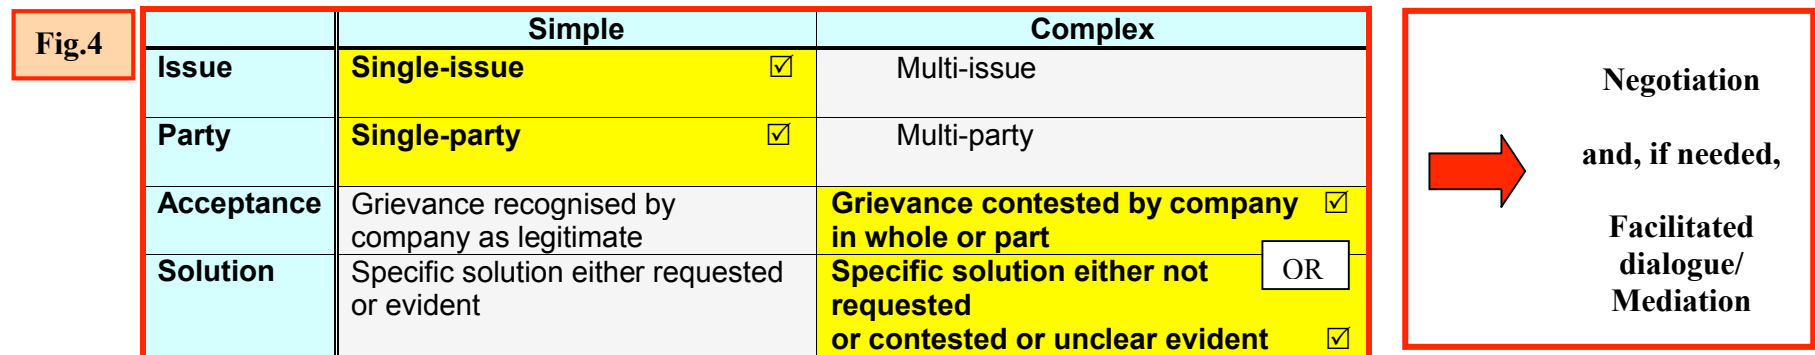 Fig.4
Simple Complex
Issue Single-issue ☑ Multi-issue
Party Single-party ☑ Multi-party
Acceptance Grievance recognised by Grievance contested by company ☑
company as legitimate in whole or part
OR
Solution Specific solution either requested Specific solution either not
or evident requested
or contested or unclear evident ☑
Negotiation
and, if needed,
Facilitated
dialogue/
Mediation